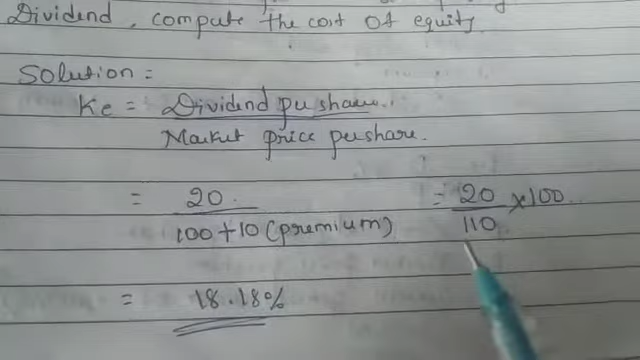 Dividend, compute the cost of equity.
Solution =
Ke = Dividend per share
Market price per share.
= 20 / 100 + 10 (premium) = 20 / 110 × 100
= 18.18%